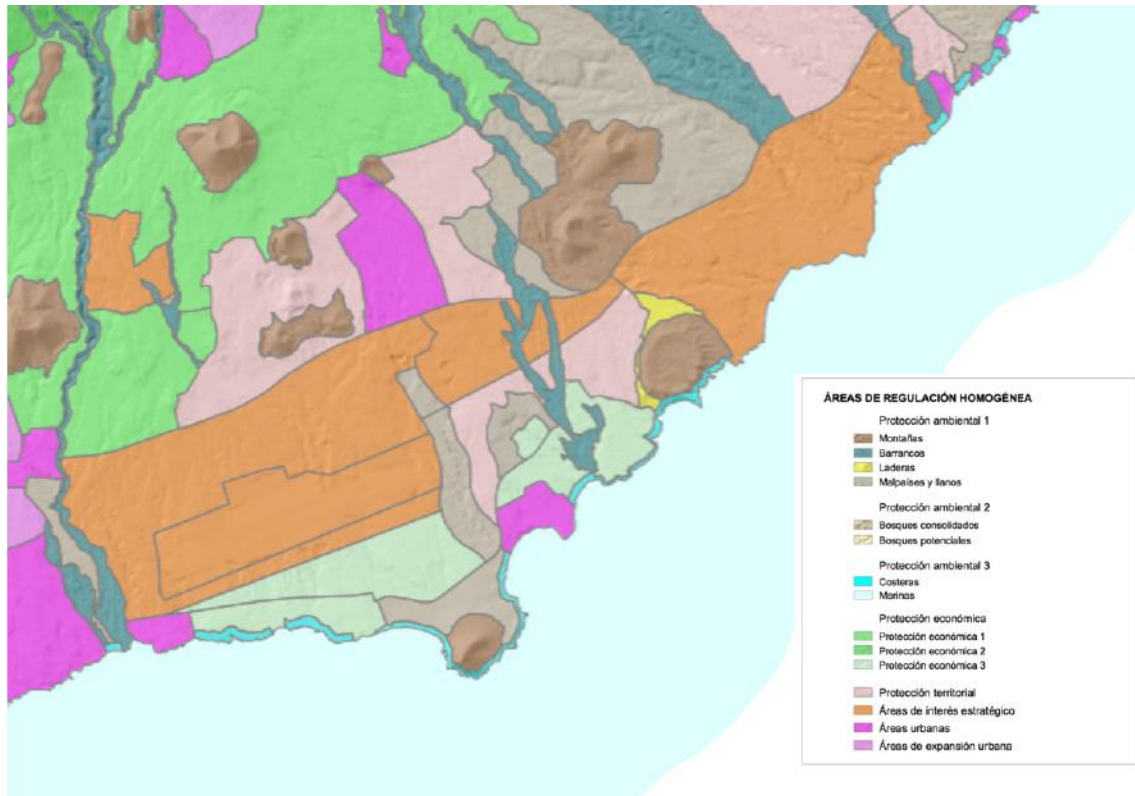 ÁREAS DE REGULACIÓN HOMOGÉNEA
Protección ambiental 1
Montañas
Barrancos
Laderas
Malpaíses y llanos
Protección ambiental 2
Bosques consolidados
Bosques potenciales
Protección ambiental 3
Costeras
Marinas
Protección económica
Protección económica 1
Protección económica 2
Protección económica 3
Protección territorial
Áreas de interés estratégico
Áreas urbanas
Áreas de expansión urbana